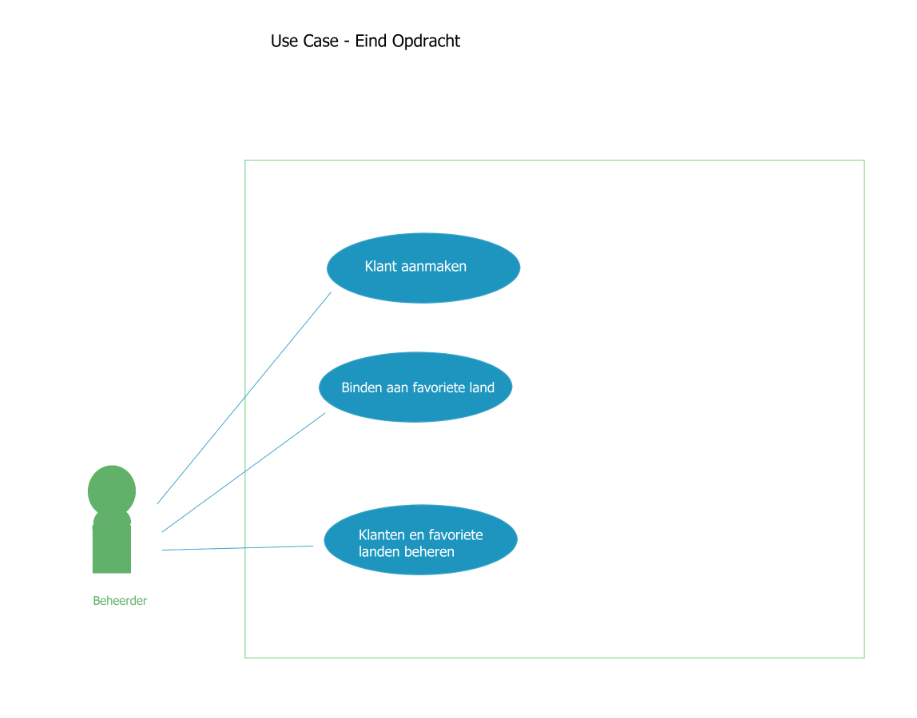 Use Case - Eind Opdracht
Klant aanmaken
Binden aan favoriete land
Klanten en favoriete
landen beheren
Beheerder